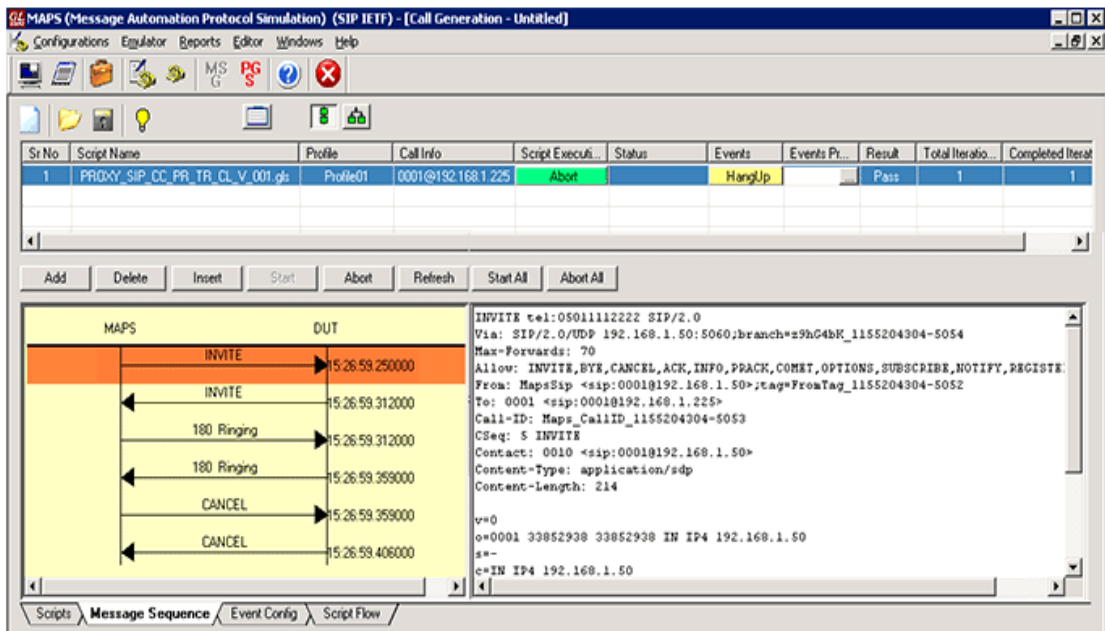 MAPS (Message Automation Protocol Simulation) (SIP IETF) - [Call Generation - Untitled]
Configurations Emulator Reports Editor Windows Help
MS G PG S
Sr No Script Name Profile Call Info Script Executi... Status Events Events Pr... Result Total Iteratio... Completed Iterat
1 PROXY_SIP_CC_PR_TR_CL_V_001.gls Profile01 0001@192.168.1.225 Abort HangUp ... Pass 1 1
Add Delete Insert Start Abort Refresh Start All Abort All
MAPS DUT
INVITE
15:26:59.250000
INVITE
15:26:59.312000
180 Ringing
15:26:59.312000
180 Ringing
15:26:59.359000
CANCEL
15:26:59.359000
CANCEL
15:26:59.406000
INVITE tel:05011112222 SIP/2.0
Via: SIP/2.0/UDP 192.168.1.50:5060;branch=z9hG4bK_1155204304-5054
Max-Forwards: 70
Allow: INVITE,BYE,CANCEL,ACK,INFO,PRACK,COMET,OPTIONS,SUBSCRIBE,NOTIFY,REGISTE
From: MapsSip <sip:0001@192.168.1.50>;tag=FromTag_1155204304-5052
To: 0001 <sip:0001@192.168.1.225>
Call-ID: Maps_CallID_1155204304-5053
CSeq: 5 INVITE
Contact: 0010 <sip:0001@192.168.1.50>
Content-Type: application/sdp
Content-Length: 214
v=0
o=0001 33852938 33852938 IN IP4 192.168.1.50
s=-
c=IN IP4 192.168.1.50
Scripts Message Sequence Event Config Script Flow